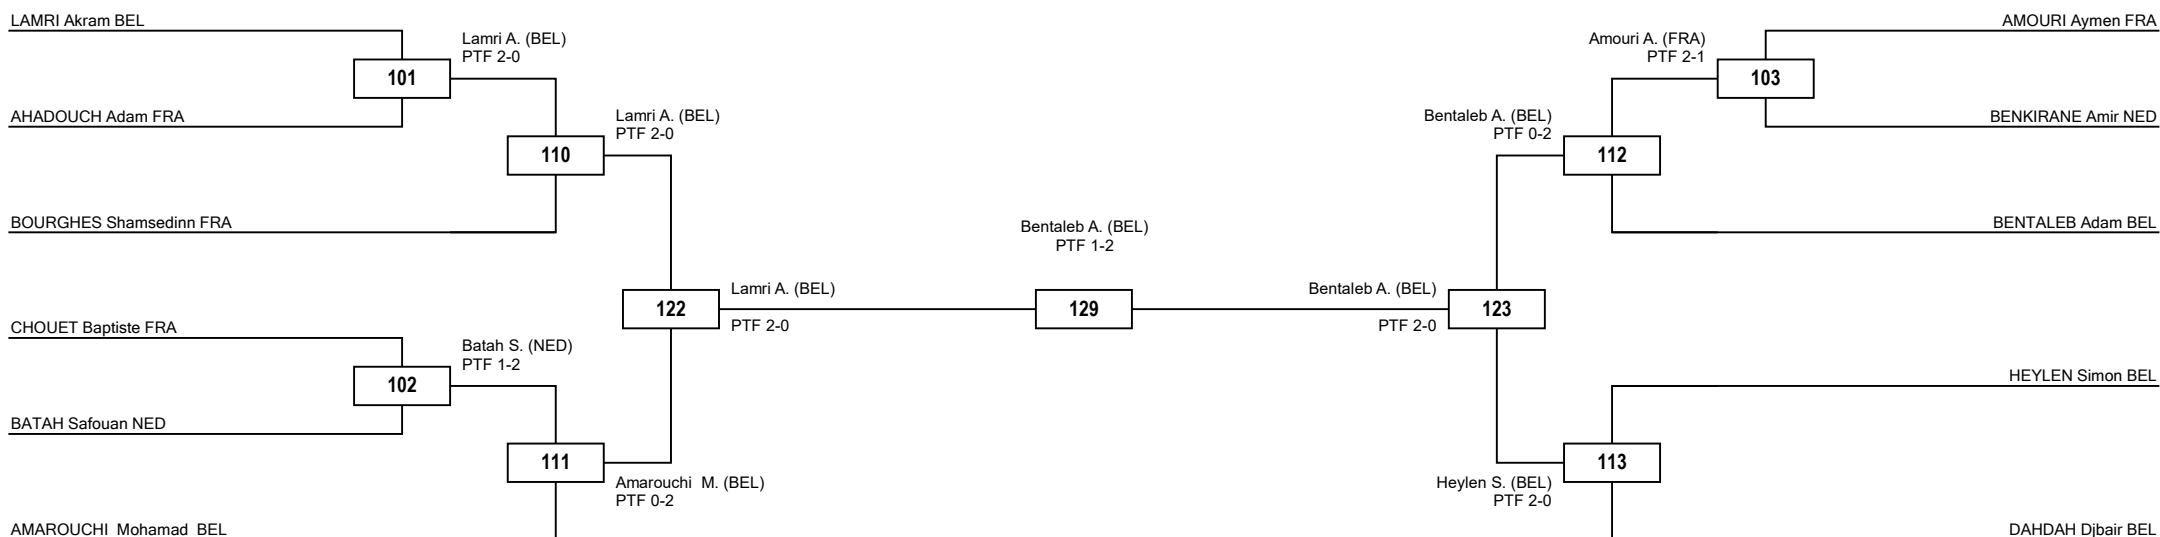 LAMRI Akram BEL
AMOURI Aymen FRA
Lamri A. (BEL)
PTF 2-0
Amouri A. (FRA)
PTF 2-1
101
103
AHADOUCH Adam FRA
Lamri A. (BEL)
PTF 2-0
Bentaleb A. (BEL)
PTF 0-2
BENKIRANE Amir NED
110
112
BOURGHES Shamsedinn FRA
Bentaleb A. (BEL)
PTF 1-2
BENTALEB Adam BEL
122
Lamri A. (BEL)
PTF 2-0
129
Bentaleb A. (BEL)
PTF 2-0
123
CHOUET Baptiste FRA
Batah S. (NED)
PTF 1-2
102
HEYLEN Simon BEL
BATAH Safouan NED
111
113
Amarouchi  M. (BEL)
PTF 0-2
Heylen S. (BEL)
PTF 2-0
AMAROUCHI  Mohamad  BEL
DAHDAH Djbair BEL